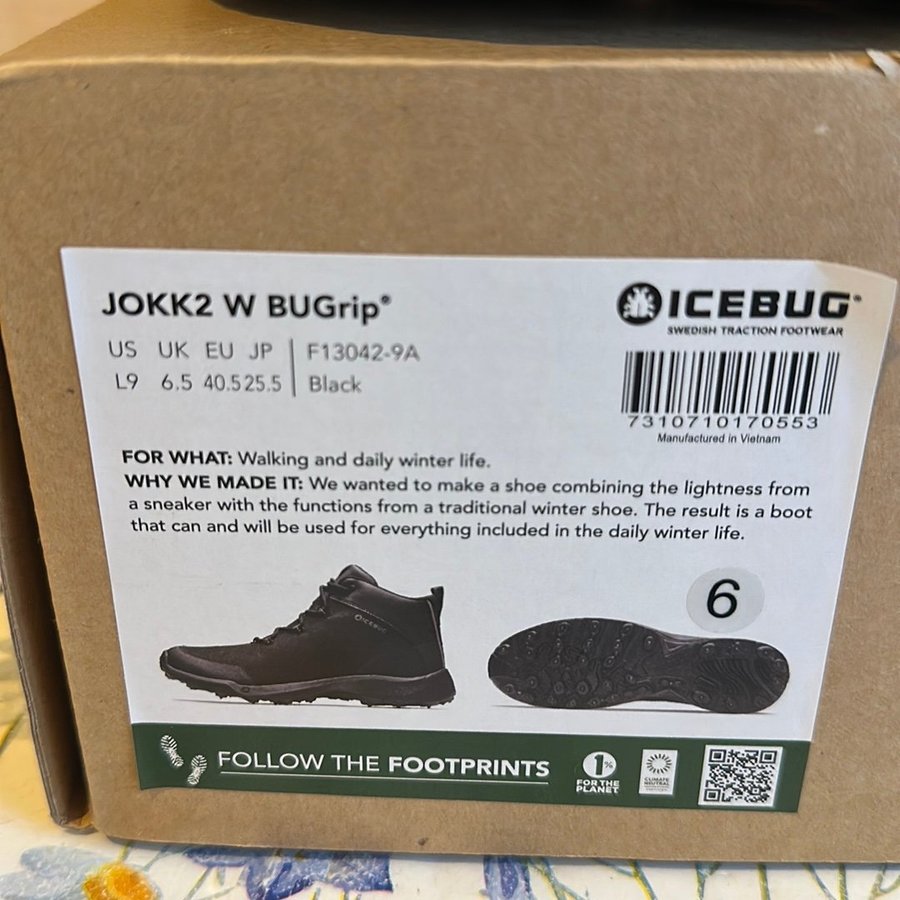 JOKK2 W BUGrip®
US UK EU JP
L9 6.5 40.5 25.5
F13042-9A
Black
ICEBUG
SWEDISH TRACTION FOOTWEAR
7310710170553
Manufactured in Vietnam
FOR WHAT: Walking and daily winter life.
WHY WE MADE IT: We wanted to make a shoe combining the lightness from
a sneaker with the functions from a traditional winter shoe. The result is a boot
that can and will be used for everything included in the daily winter life.
ICEBUG
6
FOLLOW THE FOOTPRINTS
1%
FOR THE
PLANET
CLIMATE
NEUTRAL